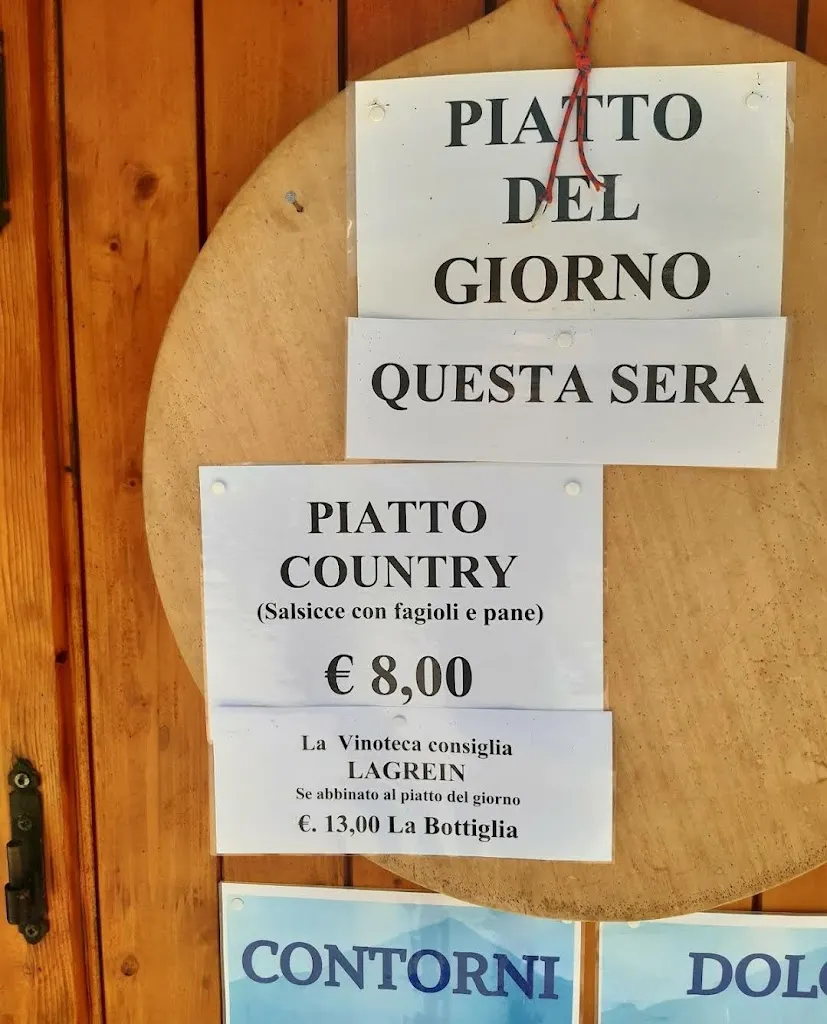 PIATTO
DEL
GIORNO
QUESTA SERA
PIATTO
COUNTRY
(Salsicce con fagioli e pane)
€ 8,00
La Vinoteca consiglia
LAGREIN
Se abbinato al piatto del giorno
€. 13,00 La Bottiglia
CONTORNI